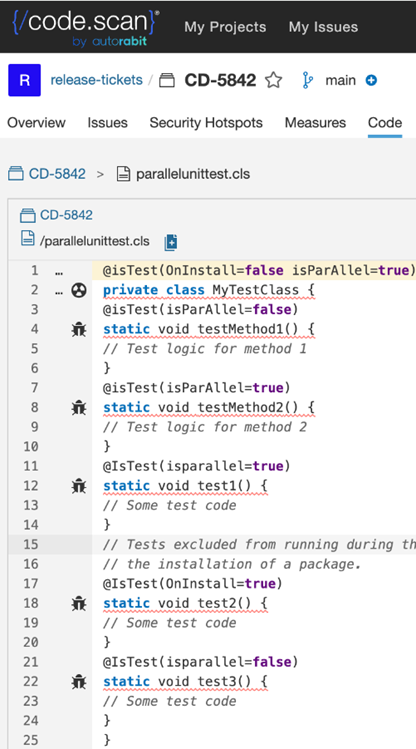 {/code.scan}®
by autorabit
My Projects
My Issues
R
release-tickets / CD-5842
main
Overview
Issues
Security Hotspots
Measures
Code
CD-5842 > parallelunittest.cls
CD-5842
/parallelunittest.cls
1 … @isTest(OnInstall=false isParAllel=true)
2 … private class MyTestClass {
3 @isTest(isParAllel=false)
4 static void testMethod1() {
5 // Test logic for method 1
6 }
7 @isTest(isParAllel=true)
8 static void testMethod2() {
9 // Test logic for method 2
10 }
11 @IsTest(isparallel=true)
12 static void test1() {
13 // Some test code
14 }
15 // Tests excluded from running during th
16 // the installation of a package.
17 @IsTest(OnInstall=true)
18 static void test2() {
19 // Some test code
20 }
21 @IsTest(isparallel=false)
22 static void test3() {
23 // Some test code
24 }
25 }